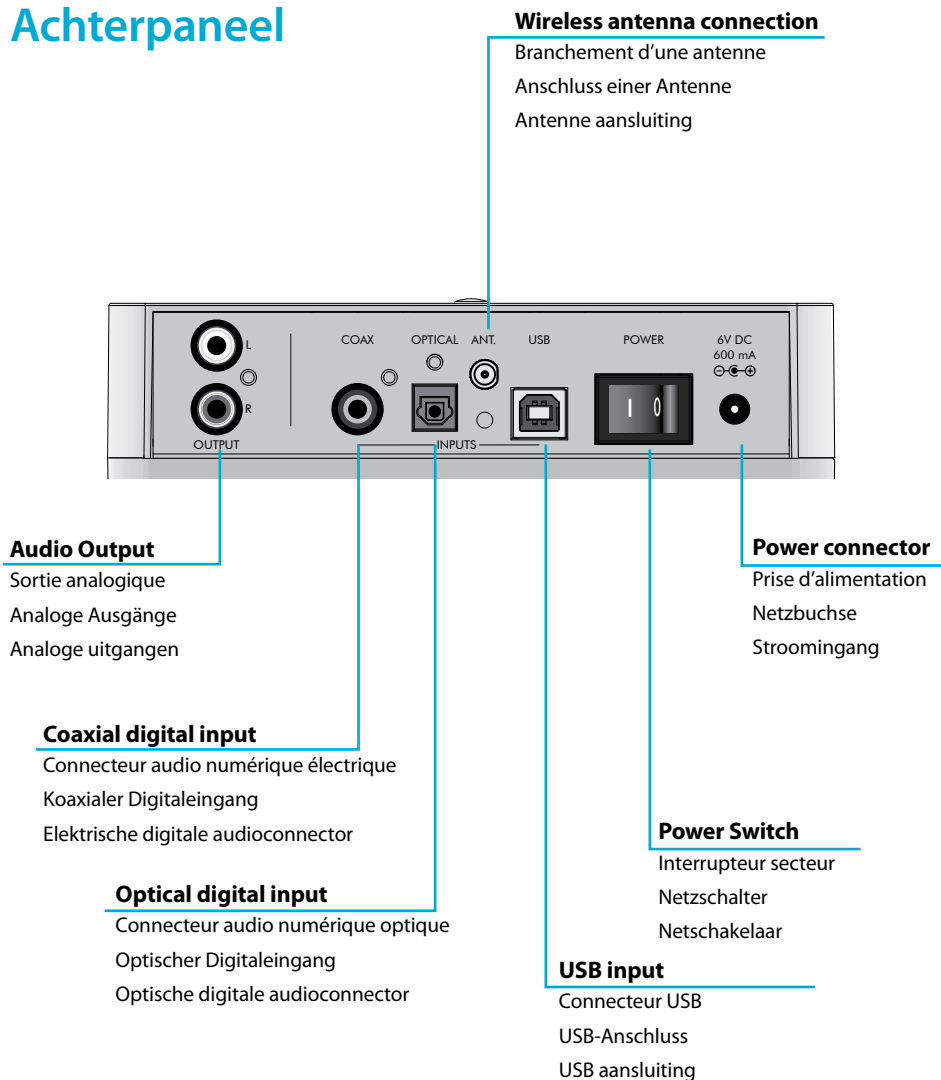 Achterpaneel
Wireless antenna connection
Branchement d’une antenne
Anschluss einer Antenne
Antenne aansluiting
COAX
OPTICAL
ANT.
USB
POWER
6V DC
600 mA
L
R
I
0
OUTPUT
INPUTS
Audio Output
Sortie analogique
Analoge Ausgänge
Analoge uitgangen
Power connector
Prise d’alimentation
Netzbuchse
Stroomingang
Coaxial digital input
Connecteur audio numérique électrique
Koaxialer Digitaleingang
Elektrische digitale audioconnector
Power Switch
Interrupteur secteur
Netzschalter
Netschakelaar
Optical digital input
Connecteur audio numérique optique
Optischer Digitaleingang
Optische digitale audioconnector
USB input
Connecteur USB
USB-Anschluss
USB aansluiting